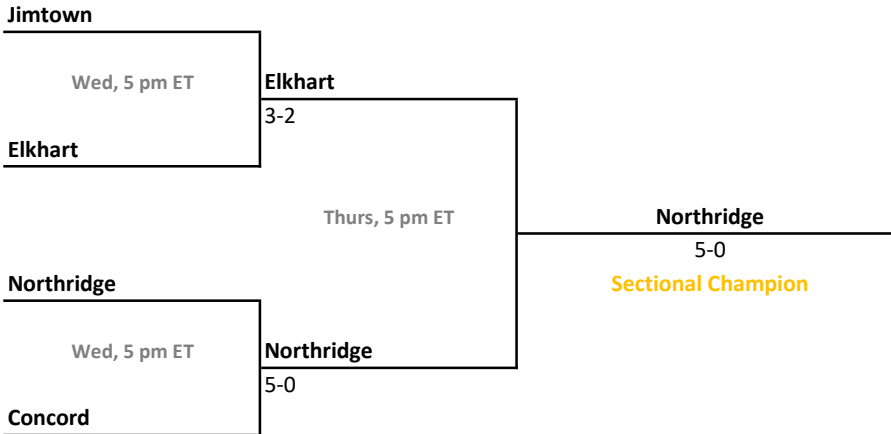 Jimtown
Wed, 5 pm ET
Elkhart
3-2
Elkhart
Thurs, 5 pm ET
Northridge
5-0
Sectional Champion
Northridge
Wed, 5 pm ET
Northridge
5-0
Concord